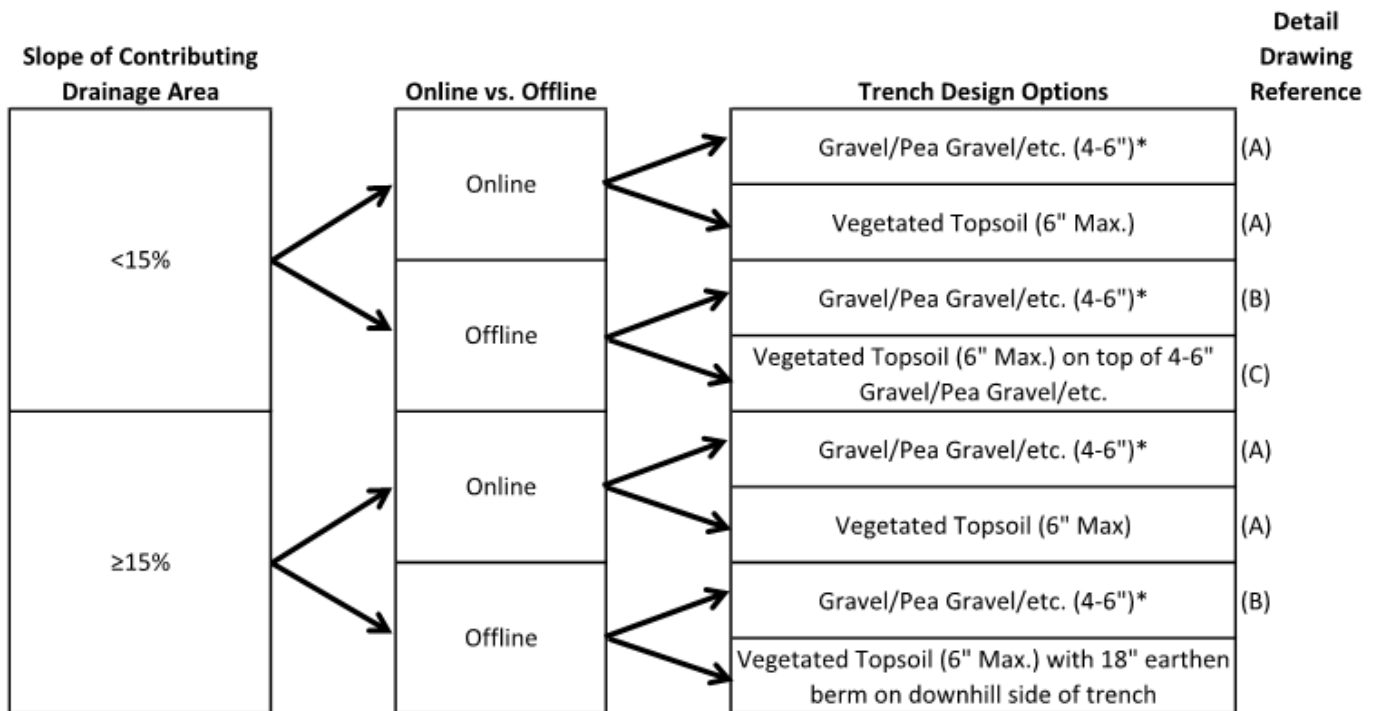 Slope of Contributing
Drainage Area
Online vs. Offline
Trench Design Options
Detail
Drawing
Reference
<15%
Online
Gravel/Pea Gravel/etc. (4-6")*
(A)
Vegetated Topsoil (6" Max.)
(A)
Offline
Gravel/Pea Gravel/etc. (4-6")*
(B)
Vegetated Topsoil (6" Max.) on top of 4-6"
Gravel/Pea Gravel/etc.
(C)
≥15%
Online
Gravel/Pea Gravel/etc. (4-6")*
(A)
Vegetated Topsoil (6" Max)
(A)
Offline
Gravel/Pea Gravel/etc. (4-6")*
(B)
Vegetated Topsoil (6" Max.) with 18" earthen
berm on downhill side of trench